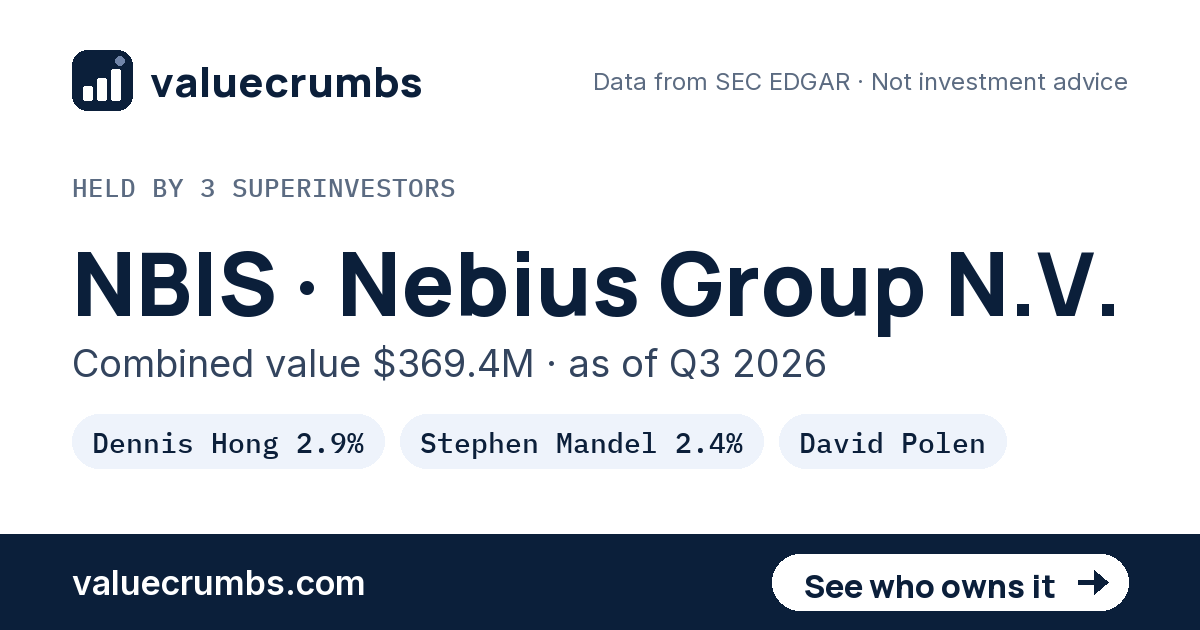 valuecrumbs
Data from SEC EDGAR · Not investment advice
HELD BY 3 SUPERINVESTORS
NBIS · Nebius Group N.V.
Combined value $369.4M · as of Q3 2026
Dennis Hong 2.9%
Stephen Mandel 2.4%
David Polen
valuecrumbs.com
See who owns it →